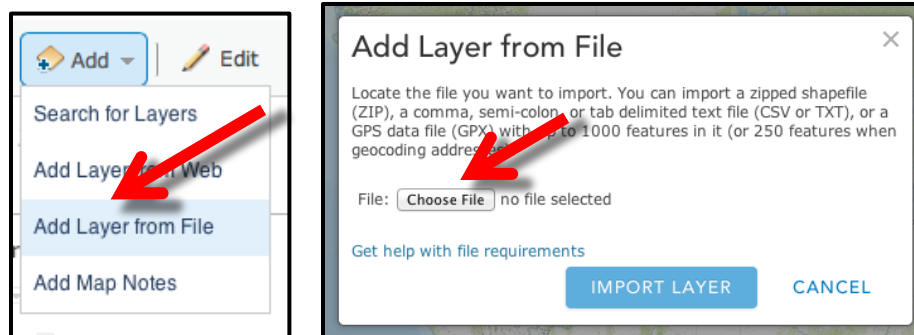 Add Edit
Search for Layers
Add Layer from Web
Add Layer from File
Add Map Notes
Add Layer from File
Locate the file you want to import. You can import a zipped shapefile
(ZIP), a comma, semi-colon, or tab delimited text file (CSV or TXT), or a
GPS data file (GPX) with up to 1000 features in it (or 250 features when
geocoding addresses).
File: Choose File no file selected
Get help with file requirements
IMPORT LAYER CANCEL